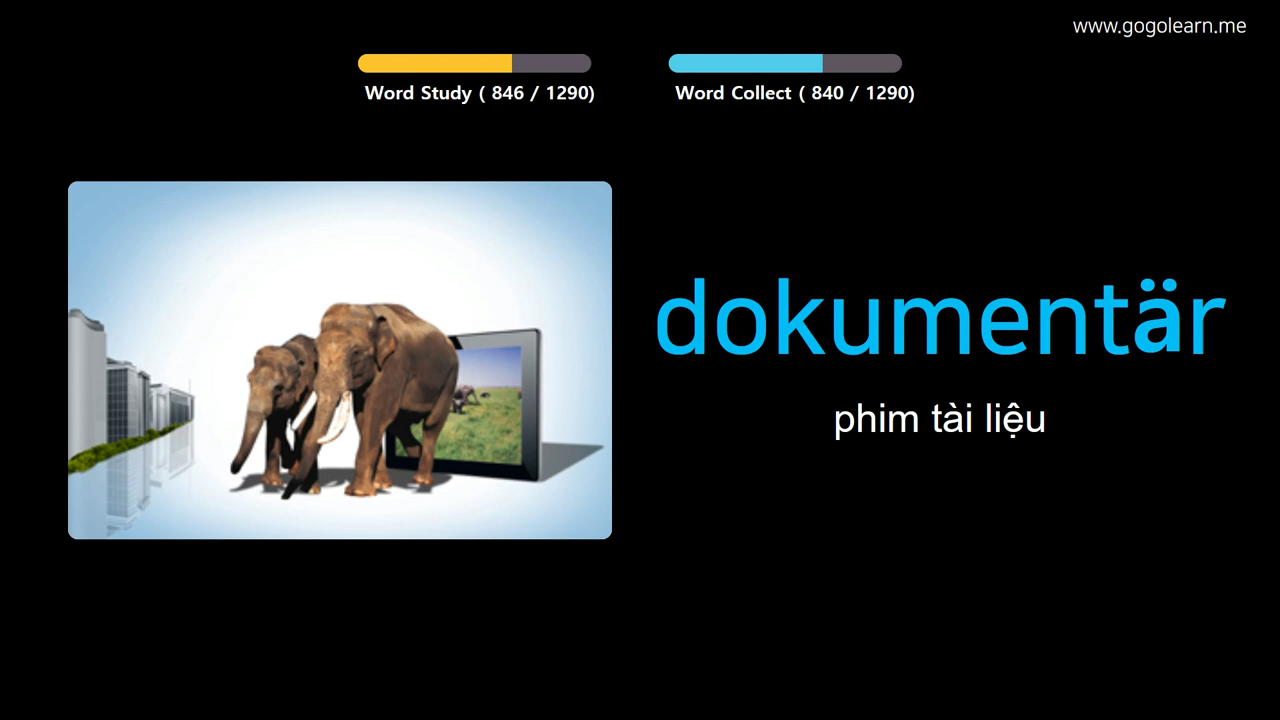 www.gogolearn.me
Word Study ( 846 / 1290)
Word Collect ( 840 / 1290)
dokumentär
phim tài liệu